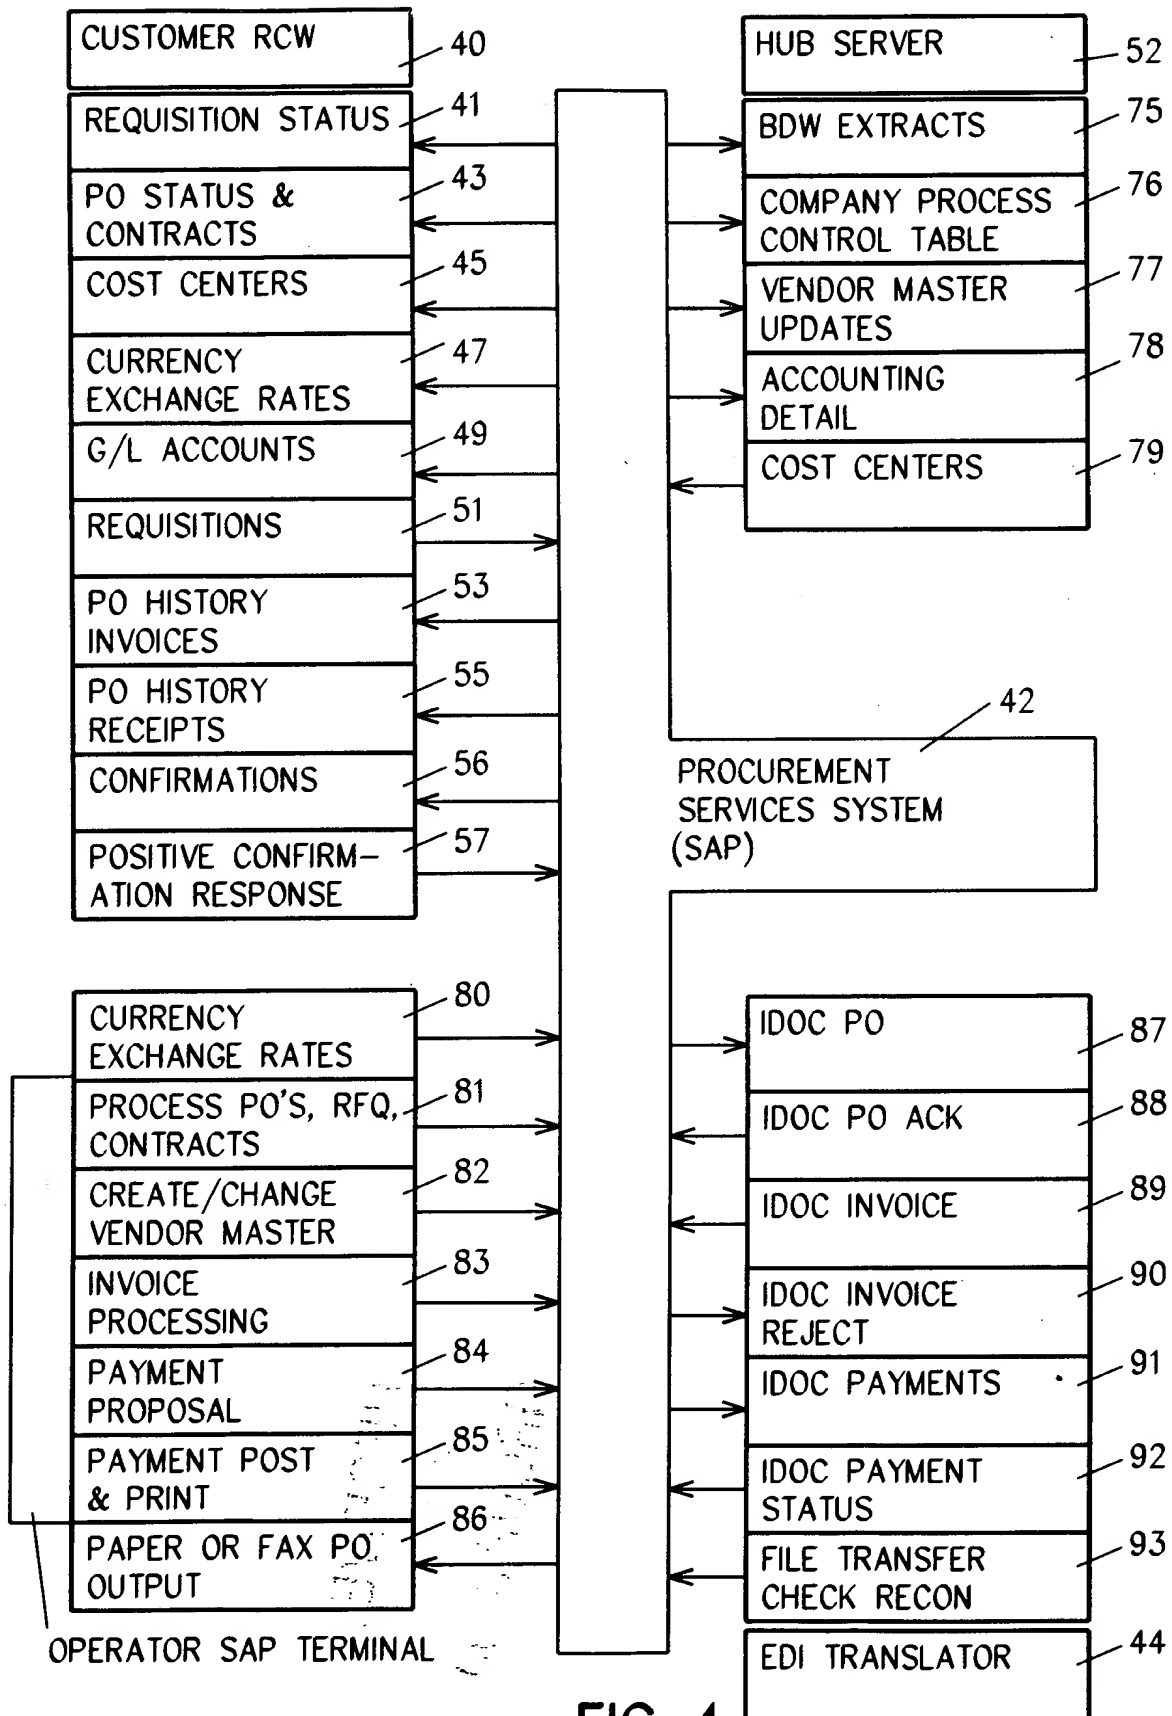 CUSTOMER RCW
40
REQUISITION STATUS
41
PO STATUS &
CONTRACTS
43
COST CENTERS
45
CURRENCY
EXCHANGE RATES
47
G/L ACCOUNTS
49
REQUISITIONS
51
PO HISTORY
INVOICES
53
PO HISTORY
RECEIPTS
55
CONFIRMATIONS
56
POSITIVE CONFIRM-
ATION RESPONSE
57
HUB SERVER
52
BDW EXTRACTS
75
COMPANY PROCESS
CONTROL TABLE
76
VENDOR MASTER
UPDATES
77
ACCOUNTING
DETAIL
78
COST CENTERS
79
42
PROCUREMENT
SERVICES SYSTEM
(SAP)
CURRENCY
EXCHANGE RATES
80
PROCESS PO'S, RFQ,
CONTRACTS
81
CREATE/CHANGE
VENDOR MASTER
82
INVOICE
PROCESSING
83
PAYMENT
PROPOSAL
84
PAYMENT POST
& PRINT
85
PAPER OR FAX PO
OUTPUT
86
OPERATOR SAP TERMINAL
IDOC PO
87
IDOC PO ACK
88
IDOC INVOICE
89
IDOC INVOICE
REJECT
90
IDOC PAYMENTS
91
IDOC PAYMENT
STATUS
92
FILE TRANSFER
CHECK RECON
93
EDI TRANSLATOR
44